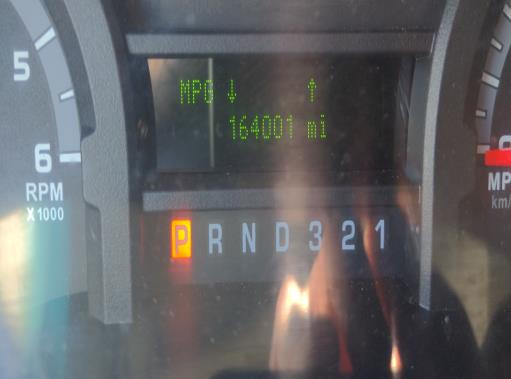 5
6
RPM
X1000
MPG ↓ ↑
164001 mi
P R N D 3 2 1
MP
km/